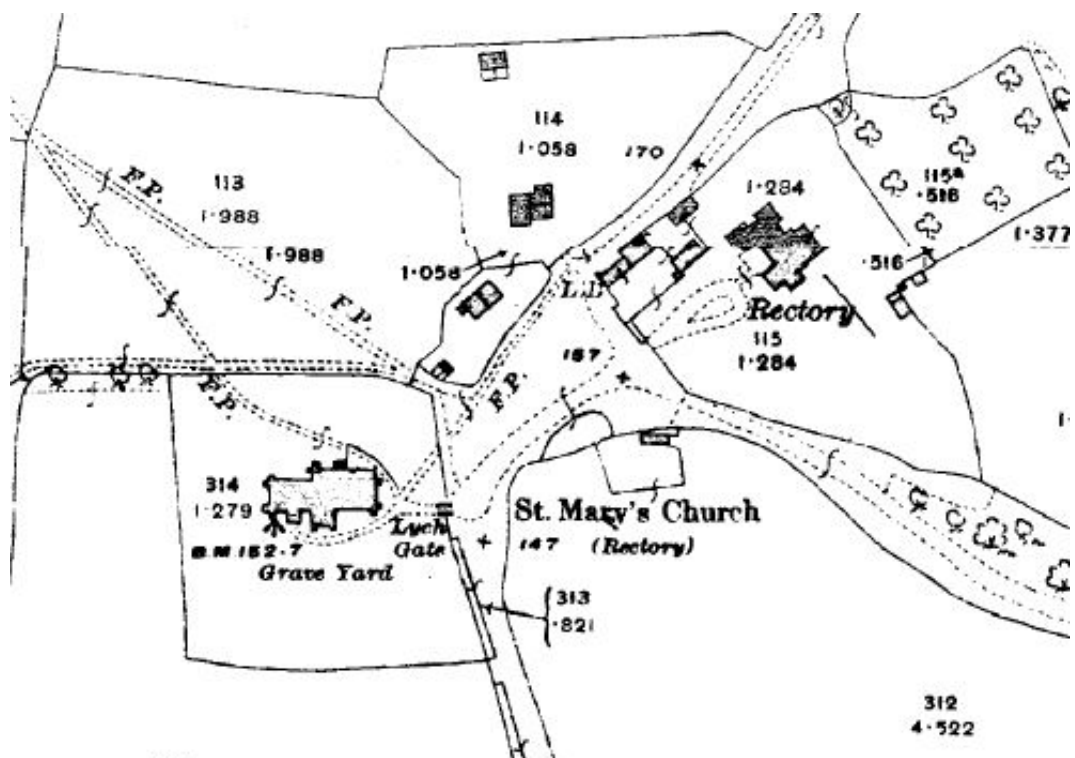 114
1·058
170
F.P.
113
1·988
1·988
1·284
115a
·516
1·377
·516
1·058
F.P.
Rectory
115
1·284
157
F.P.
F.P.
314
1·279
Lych
Gate
B.M.152·7
Grave Yard
St. Mary's Church
147
(Rectory)
313
·821
312
4·522